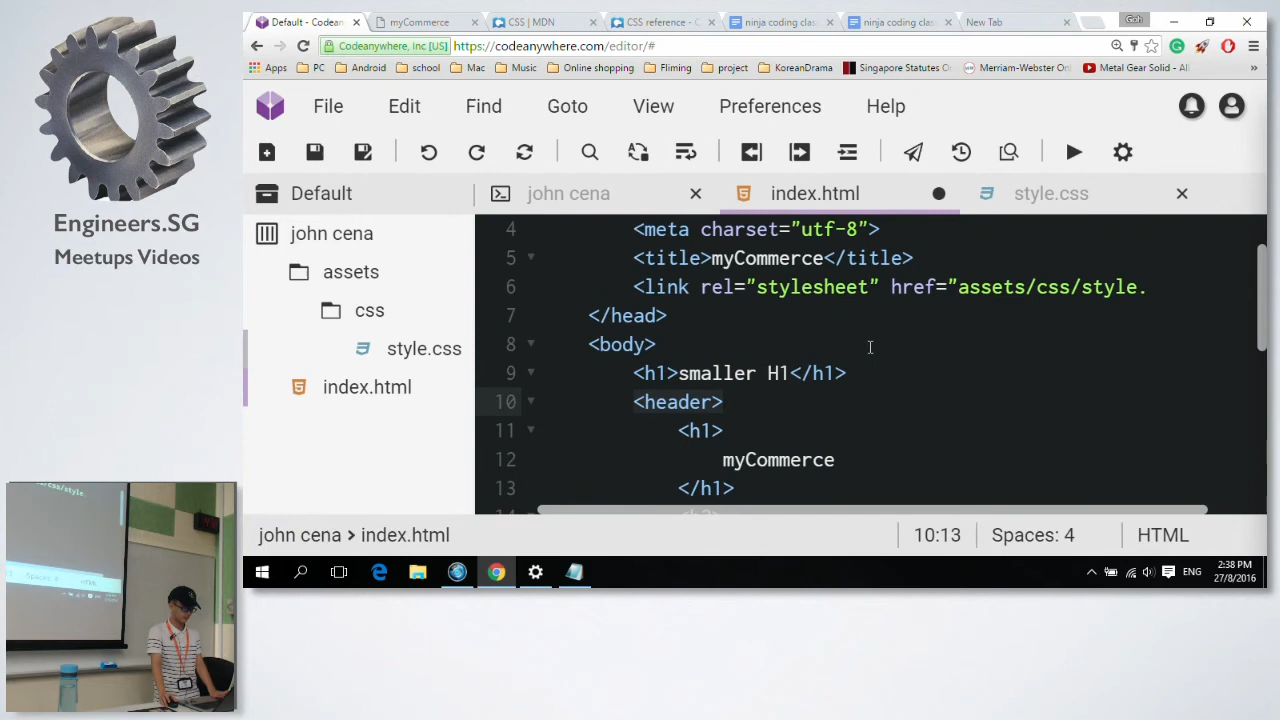 Default - Codean
myCommerce
CSS | MDN
CSS reference - C
ninja coding clas
ninja coding clas
New Tab
Goh
Codeanywhere, Inc [US]
https://codeanywhere.com/editor/#
Apps
PC
Android
school
Mac
Music
Online shopping
Fliming
project
KoreanDrama
Singapore Statutes O
Merriam-Webster Onl
Metal Gear Solid - Al
»
File Edit Find Goto View Preferences Help
Engineers.SG
Meetups Videos
Default
john cena
index.html
style.css
john cena
assets
css
style.css
index.html
4 <meta charset="utf-8">
5 <title>myCommerce</title>
6 <link rel="stylesheet" href="assets/css/style.
7 </head>
8 <body>
9 <h1>smaller H1</h1>
10 <header>
11 <h1>
12 myCommerce
13 </h1>
john cena > index.html
10:13
Spaces: 4
HTML
ENG
2:38 PM
27/8/2016